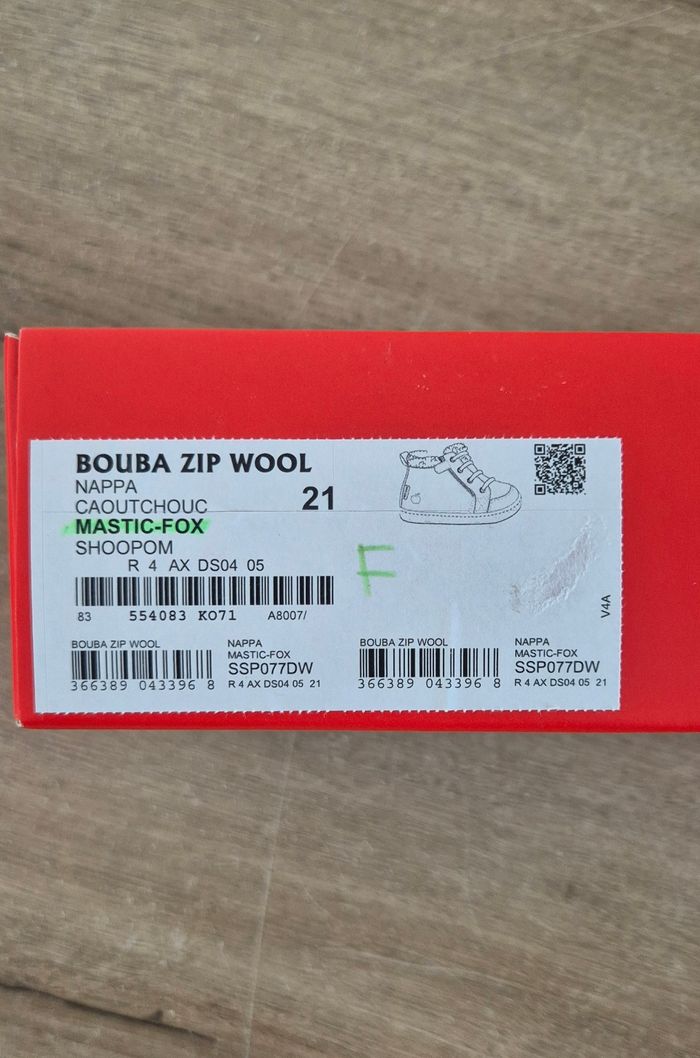 BOUBA ZIP WOOL
NAPPA
CAOUTCHOUC
21
MASTIC-FOX
SHOOPOM
R 4 AX DS04 05
F
83 554083 KO71 A8007/
V4A
BOUBA ZIP WOOL
366389 043396 8
NAPPA
MASTIC-FOX
SSP077DW
R 4 AX DS04 05 21
BOUBA ZIP WOOL
366389 043396 8
NAPPA
MASTIC-FOX
SSP077DW
R 4 AX DS04 05 21